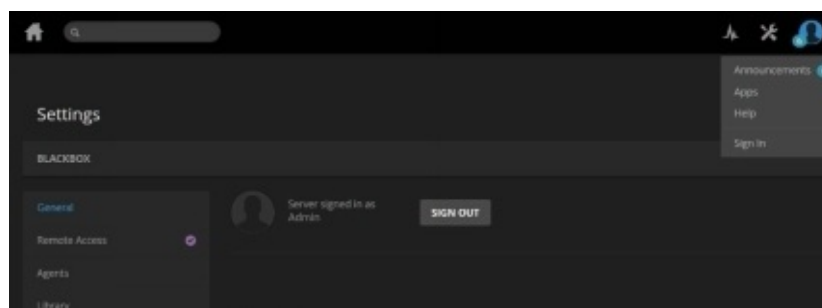 Announcements
Apps
Help
Sign In
Settings
BLACKBOX
General
Remote Access
Agents
Library
Server signed in as
Admin
SIGN OUT